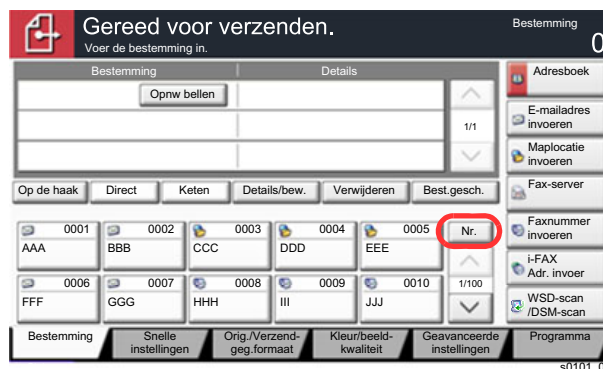 Gereed voor verzenden.
Voer de bestemming in.
Bestemming
0
Bestemming Details
Opnw bellen
1/1
Op de haak Direct Keten Details/bew. Verwijderen Best.gesch.
0001 0002 0003 0004 0005 Nr.
AAA BBB CCC DDD EEE
0006 0007 0008 0009 0010 1/100
FFF GGG HHH III JJJ
Adresboek
E-mailadres
invoeren
Maplocatie
invoeren
Fax-server
Faxnummer
invoeren
i-FAX
Adr. invoer
WSD-scan
/DSM-scan
Bestemming
Snelle
instellingen
Orig./Verzend-
geg.formaat
Kleur/beeld-
kwaliteit
Geavanceerde
instellingen
Programma
s0101_0